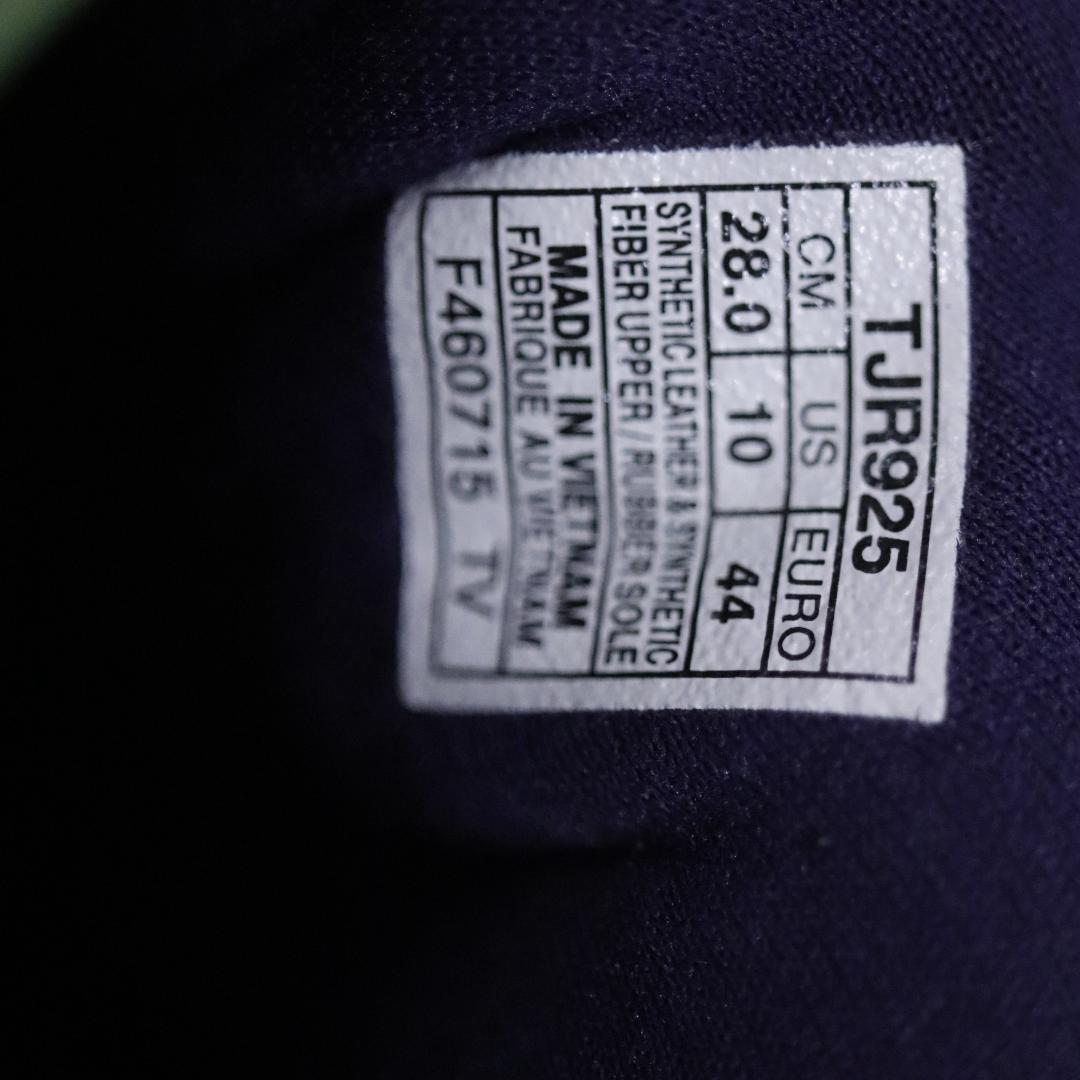 TJR925
CM US EURO
28.0 10 44
SYNTHETIC LEATHER & SYNTHETIC
FIBER UPPER / RUBBER SOLE
MADE IN VIETNAM
FABRIQUE AU VIETNAM
F460715 TV